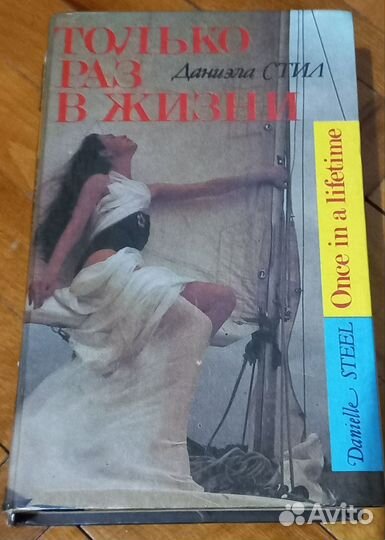 ТОЛЬКО
РАЗ
В ЖИЗНИ
Даниэла СТИЛ
Danielle STEEL Once in a lifetime
Avito